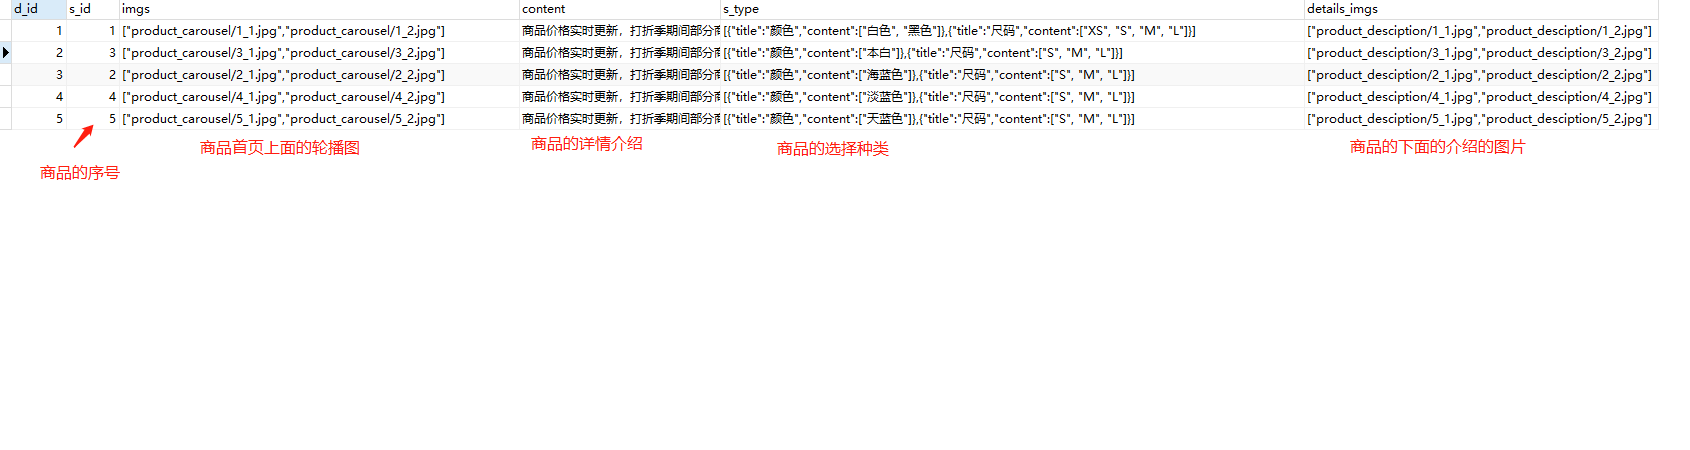 d_id s_id imgs content s_type details_imgs
1 1 ["product_carousel/1_1.jpg","product_carousel/1_2.jpg"] 商品价格实时更新，打折季期间部分商 [{"title":"颜色","content":["白色", "黑色"]},{"title":"尺码","content":["XS", "S", "M", "L"]}] ["product_desciption/1_1.jpg","product_desciption/1_2.jpg"]
2 3 ["product_carousel/3_1.jpg","product_carousel/3_2.jpg"] 商品价格实时更新，打折季期间部分商 [{"title":"颜色","content":["本白"]},{"title":"尺码","content":["S", "M", "L"]}] ["product_desciption/3_1.jpg","product_desciption/3_2.jpg"]
3 2 ["product_carousel/2_1.jpg","product_carousel/2_2.jpg"] 商品价格实时更新，打折季期间部分商 [{"title":"颜色","content":["海蓝色"]},{"title":"尺码","content":["S", "M", "L"]}] ["product_desciption/2_1.jpg","product_desciption/2_2.jpg"]
4 4 ["product_carousel/4_1.jpg","product_carousel/4_2.jpg"] 商品价格实时更新，打折季期间部分商 [{"title":"颜色","content":["淡蓝色"]},{"title":"尺码","content":["S", "M", "L"]}] ["product_desciption/4_1.jpg","product_desciption/4_2.jpg"]
5 5 ["product_carousel/5_1.jpg","product_carousel/5_2.jpg"] 商品价格实时更新，打折季期间部分商 [{"title":"颜色","content":["天蓝色"]},{"title":"尺码","content":["S", "M", "L"]}] ["product_desciption/5_1.jpg","product_desciption/5_2.jpg"]
商品首页上面的轮播图 商品的详情介绍 商品的选择种类 商品的下面的介绍的图片
商品的序号